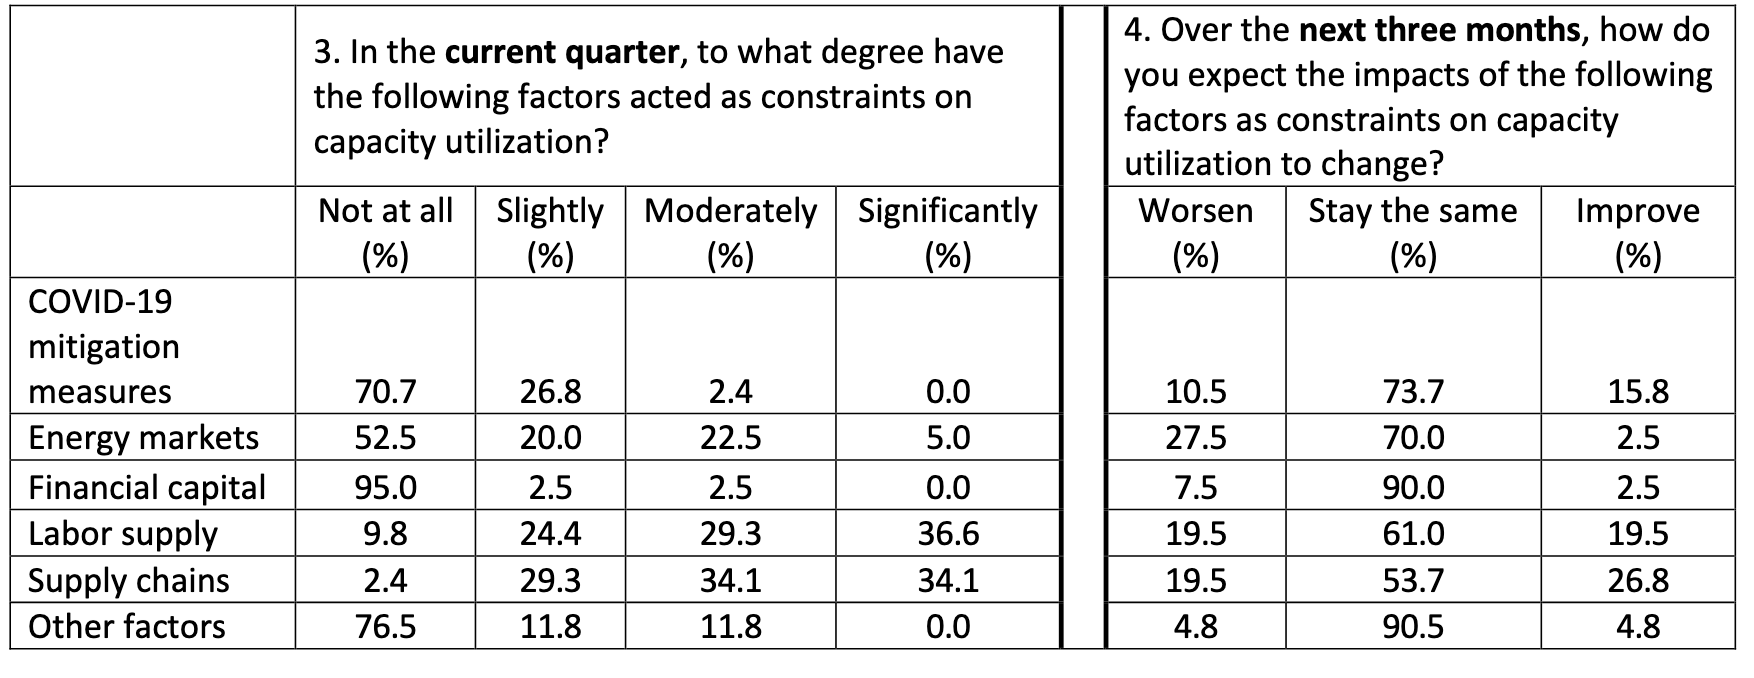 3. In the current quarter, to what degree have
the following factors acted as constraints on
capacity utilization?
4. Over the next three months, how do
you expect the impacts of the following
factors as constraints on capacity
utilization to change?
Not at all Slightly Moderately Significantly Worsen Stay the same Improve
(%) (%) (%) (%) (%) (%) (%)
COVID-19
mitigation
measures 70.7 26.8 2.4 0.0 10.5 73.7 15.8
Energy markets 52.5 20.0 22.5 5.0 27.5 70.0 2.5
Financial capital 95.0 2.5 2.5 0.0 7.5 90.0 2.5
Labor supply 9.8 24.4 29.3 36.6 19.5 61.0 19.5
Supply chains 2.4 29.3 34.1 34.1 19.5 53.7 26.8
Other factors 76.5 11.8 11.8 0.0 4.8 90.5 4.8